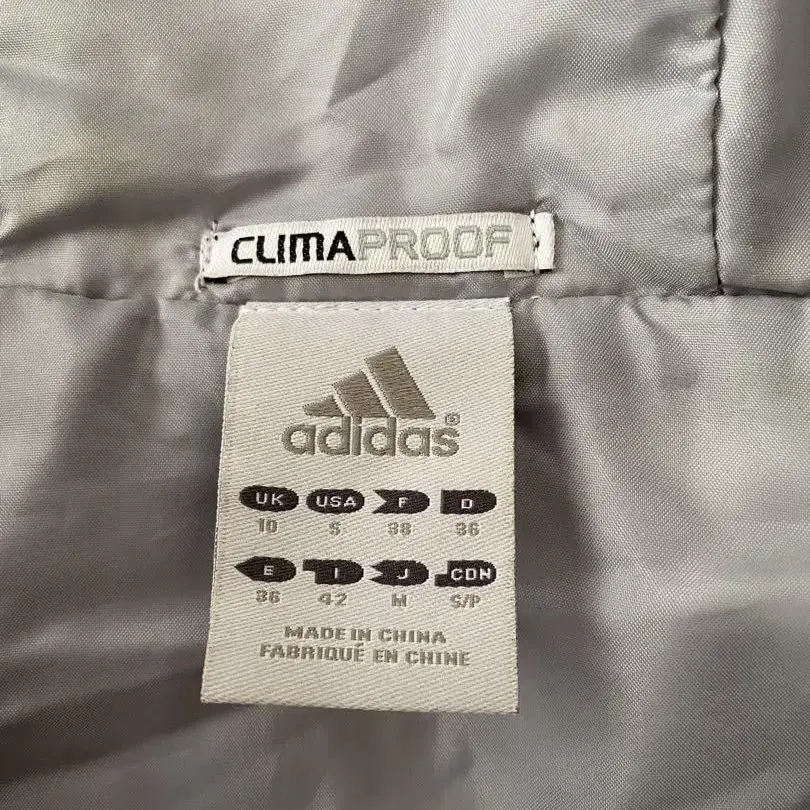 CLIMAPROOF
adidas®
UK USA F D
10 S 38 36
E I J CDN
36 42 M S/P
MADE IN CHINA
FABRIQUÉ EN CHINE